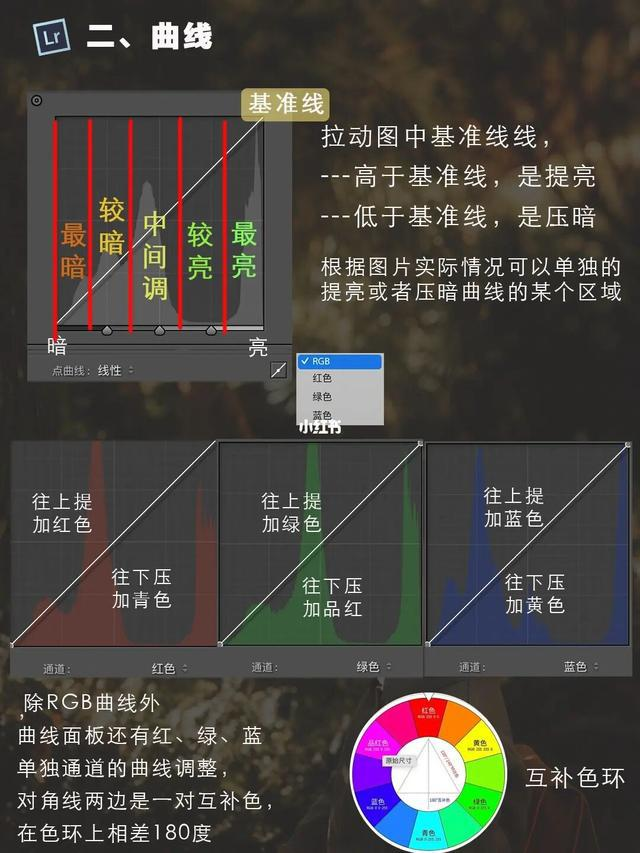 Lr 二、曲线
基准线
拉动图中基准线线，
---高于基准线，是提亮
---低于基准线，是压暗
根据图片实际情况可以单独的
提亮或者压暗曲线的某个区域
最暗
较暗
中间调
较亮
最亮
暗
亮
点曲线：线性
RGB
红色
绿色
蓝色
小红书
往上提
加红色
往下压
加青色
通道：
红色
往上提
加绿色
往下压
加品红
通道：
绿色
往上提
加蓝色
往下压
加黄色
通道：
蓝色
,除RGB曲线外
曲线面板还有红、绿、蓝
单独通道的曲线调整，
对角线两边是一对互补色，
在色环上相差180度
红色
RGB 255 0 0
品红色
黄色
原始尺寸
180°互补色
蓝色
绿色
青色
互补色环